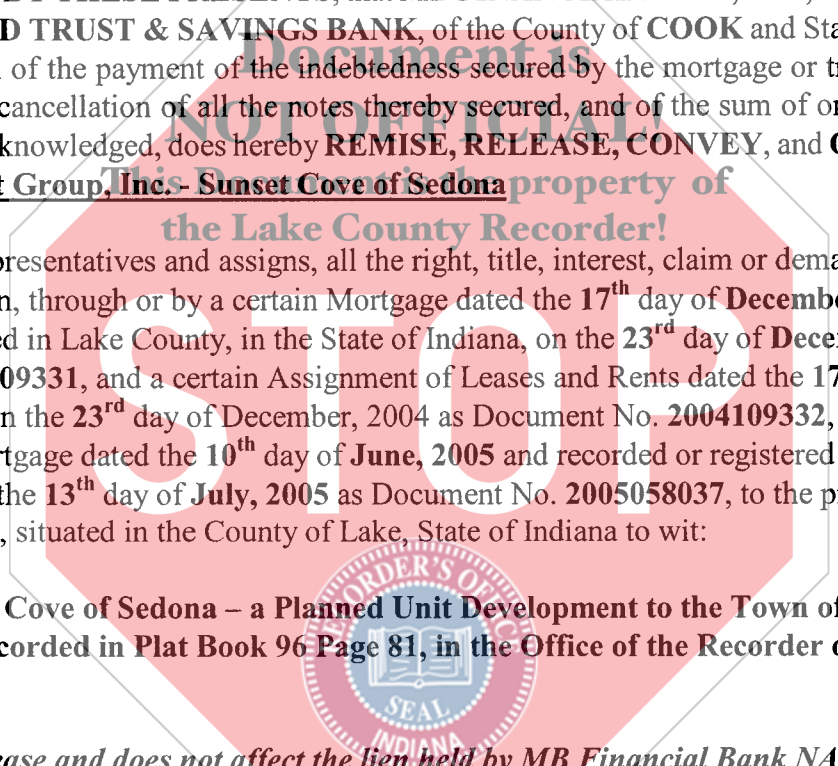 D TRUST & SAVINGS BANK, of the County of COOK and Sta
of the payment of the indebtedness secured by the mortgage or t
cancellation of all the notes thereby secured, and of the sum of o
knowledged, does hereby REMISE, RELEASE, CONVEY, and
t Group, Inc. - Sunset Cove of Sedona
Document is
NOT OFFICIAL!
This Document is the property of
the Lake County Recorder!
presentatives and assigns, all the right, title, interest, claim or dema
n, through or by a certain Mortgage dated the 17th day of Decemb
ed in Lake County, in the State of Indiana, on the 23rd day of Dece
09331, and a certain Assignment of Leases and Rents dated the 17
n the 23rd day of December, 2004 as Document No. 2004109332,
rtgage dated the 10th day of June, 2005 and recorded or registered
the 13th day of July, 2005 as Document No. 2005058037, to the p
, situated in the County of Lake, State of Indiana to wit:
STOP
Cove of Sedona – a Planned Unit Development to the Town of
corded in Plat Book 96 Page 81, in the Office of the Recorder
RECORDER'S OFFICE
SEAL
INDIANA
ease and does not affect the lien held by MB Financial Bank NA